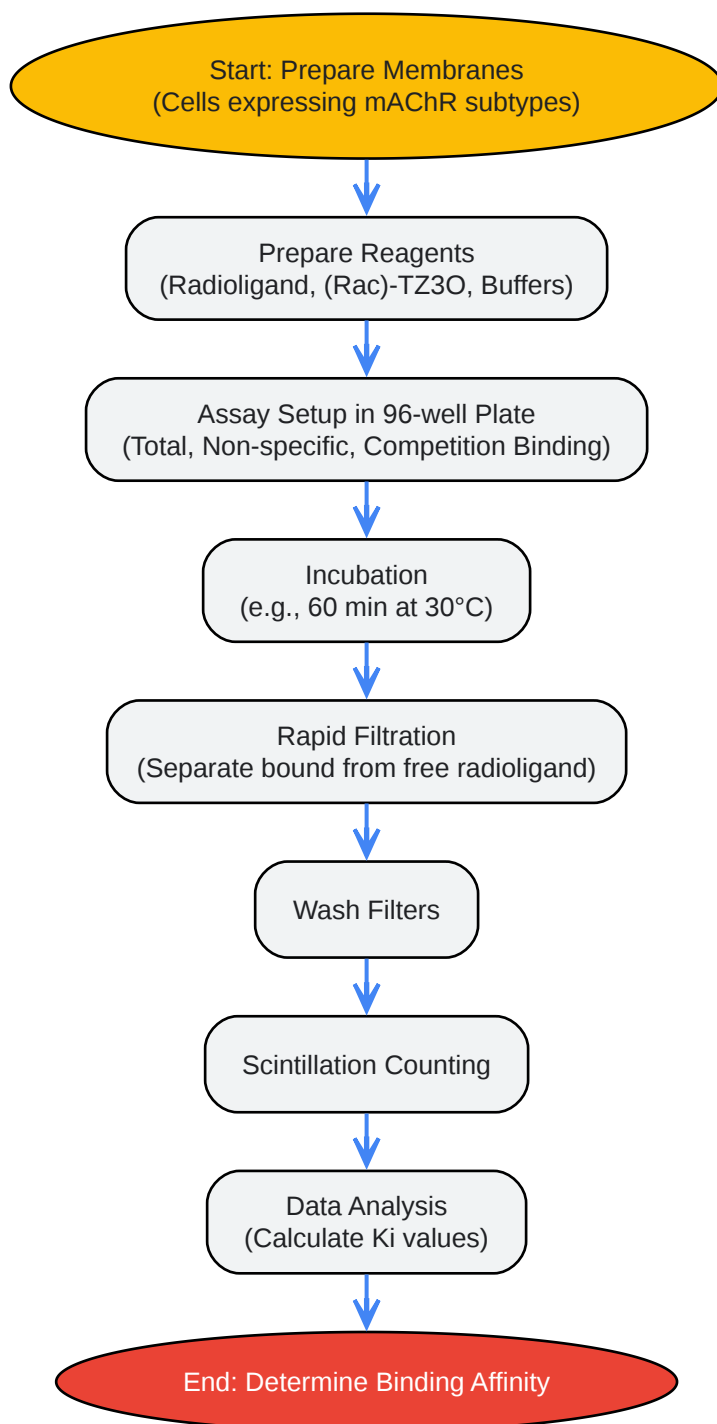 Start: Prepare Membranes
(Cells expressing mAChR subtypes)
Prepare Reagents
(Radioligand, (Rac)-TZ3O, Buffers)
Assay Setup in 96-well Plate
(Total, Non-specific, Competition Binding)
Incubation
(e.g., 60 min at 30°C)
Rapid Filtration
(Separate bound from free radioligand)
Wash Filters
Scintillation Counting
Data Analysis
(Calculate Ki values)
End: Determine Binding Affinity